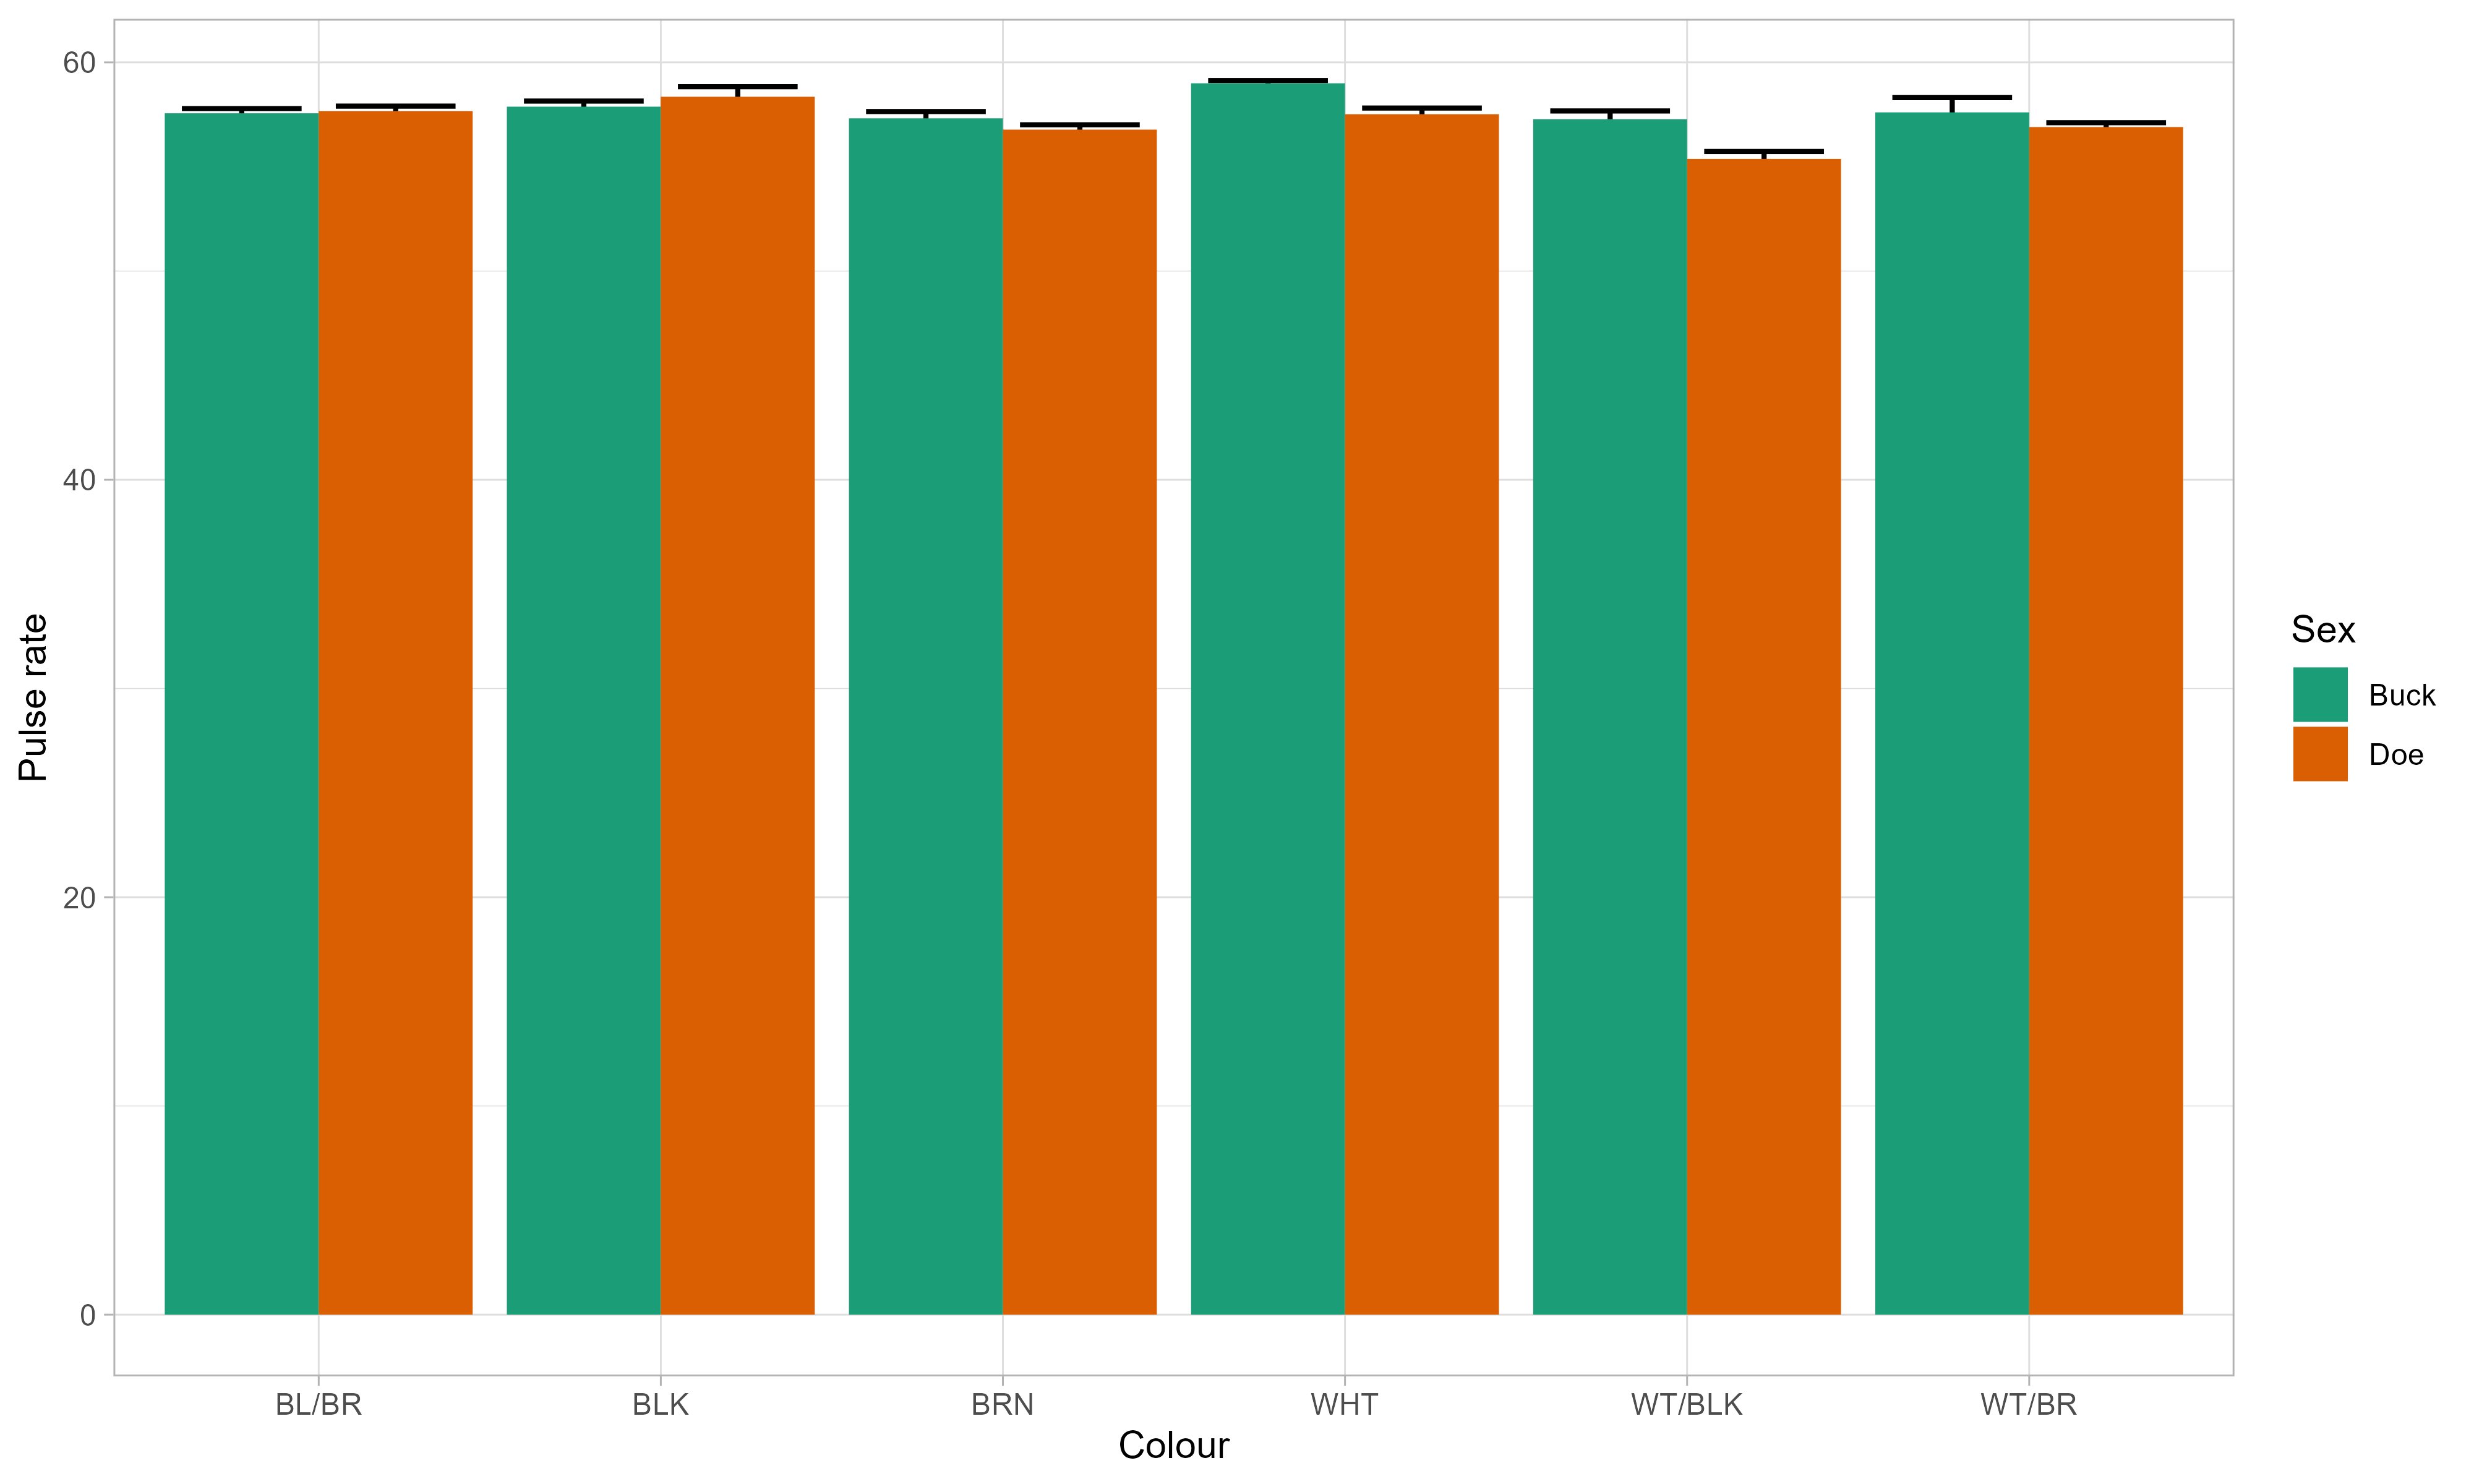 60
40
20
0
Pulse rate
BL/BR
BLK
BRN
WHT
WT/BLK
WT/BR
Colour
Sex
Buck
Doe